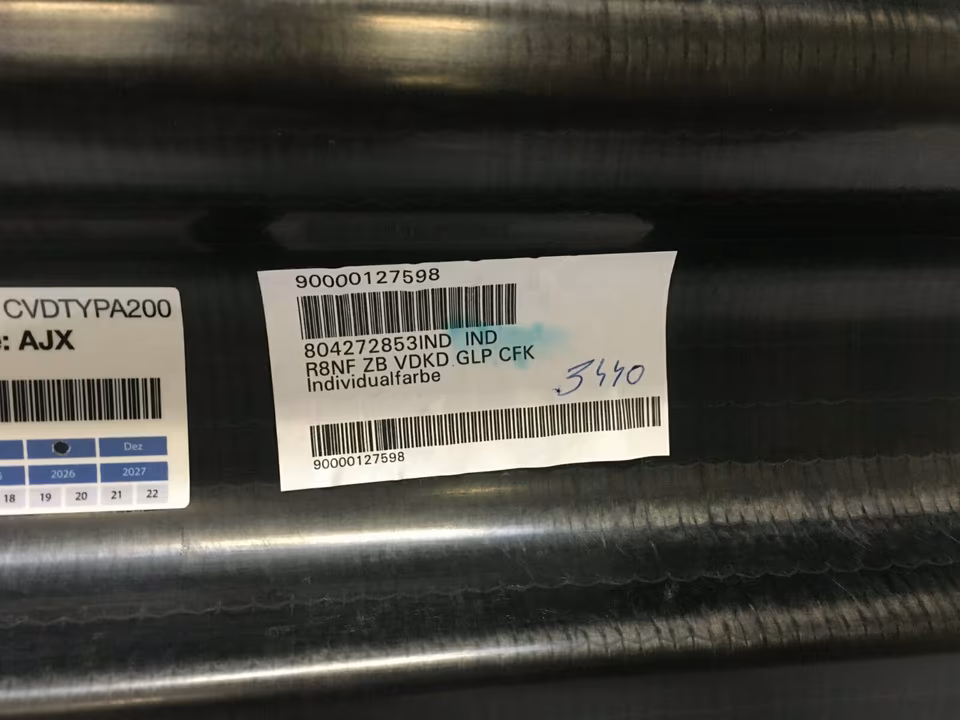 CVDTYPA200
: AJX
Dez
2026 2027
18 19 20 21 22
90000127598
804272853IND IND
R8NF ZB VDKD GLP CFK
Individualfarbe
3440
90000127598